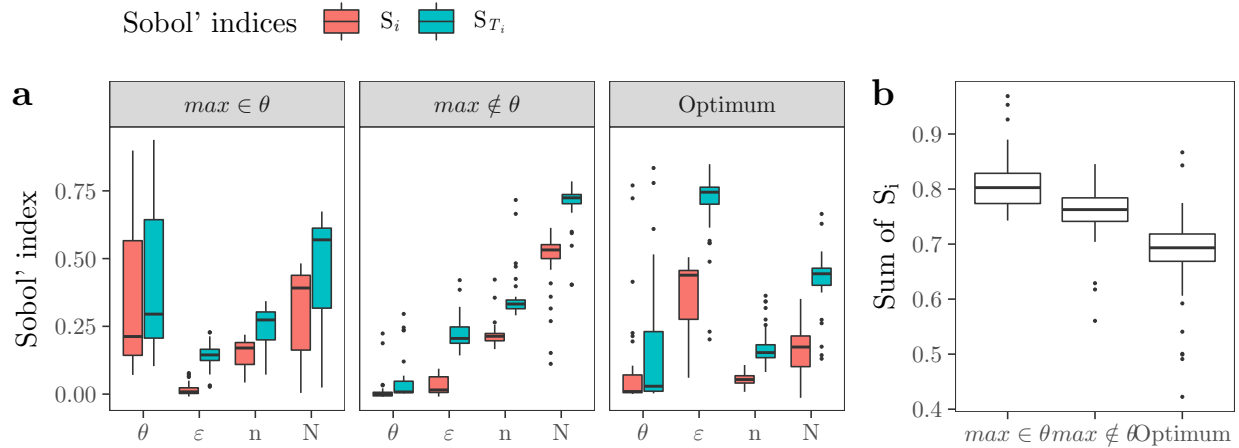 Sobol' indices S_i S_{T_i}
a
max ∈ θ max ∉ θ Optimum
Sobol' index
0.75
0.50
0.25
0.00
θ ε n N θ ε n N θ ε n N
b
Sum of S_i
0.9
0.8
0.7
0.6
0.5
0.4
max ∈ θ max ∉ θ Optimum